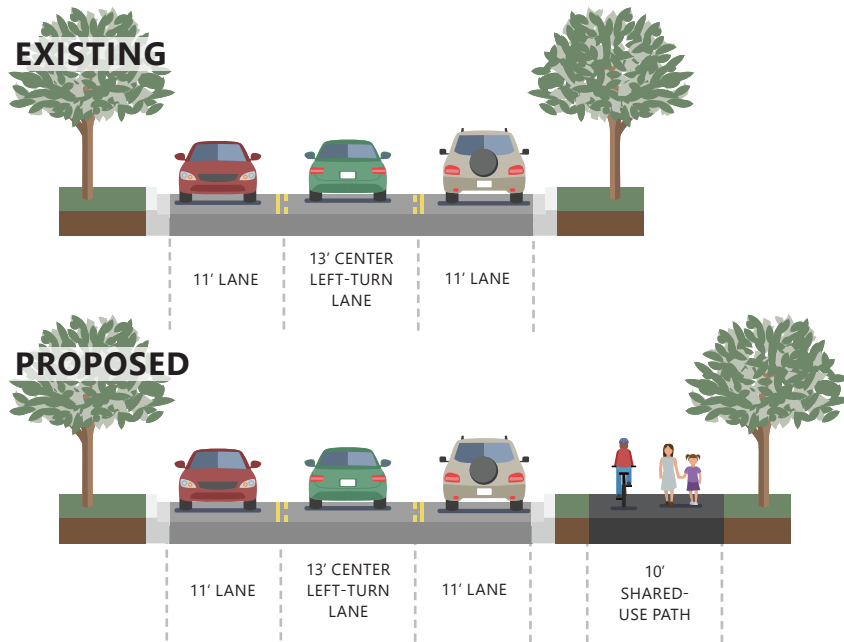 EXISTING
11’ LANE
13’ CENTER
LEFT-TURN
LANE
11’ LANE
PROPOSED
11’ LANE
13’ CENTER
LEFT-TURN
LANE
11’ LANE
10’
SHARED-
USE PATH